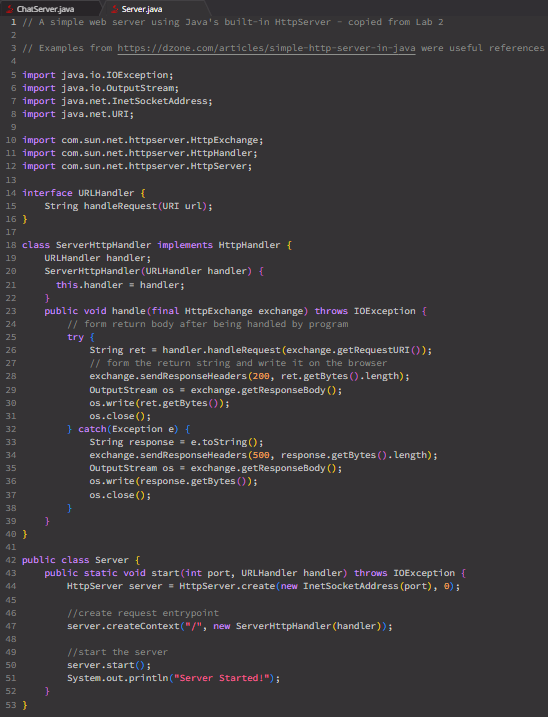 ChatServer.java Server.java
1 // A simple web server using Java's built-in HttpServer - copied from Lab 2
2
3 // Examples from https://dzone.com/articles/simple-http-server-in-java were useful references
4
5 import java.io.IOException;
6 import java.io.OutputStream;
7 import java.net.InetSocketAddress;
8 import java.net.URI;
9
10 import com.sun.net.httpserver.HttpExchange;
11 import com.sun.net.httpserver.HttpHandler;
12 import com.sun.net.httpserver.HttpServer;
13
14 interface URLHandler {
15     String handleRequest(URI url);
16 }
17
18 class ServerHttpHandler implements HttpHandler {
19     URLHandler handler;
20     ServerHttpHandler(URLHandler handler) {
21       this.handler = handler;
22     }
23     public void handle(final HttpExchange exchange) throws IOException {
24         // form return body after being handled by program
25         try {
26             String ret = handler.handleRequest(exchange.getRequestURI());
27             // form the return string and write it on the browser
28             exchange.sendResponseHeaders(200, ret.getBytes().length);
29             OutputStream os = exchange.getResponseBody();
30             os.write(ret.getBytes());
31             os.close();
32         } catch(Exception e) {
33             String response = e.toString();
34             exchange.sendResponseHeaders(500, response.getBytes().length);
35             OutputStream os = exchange.getResponseBody();
36             os.write(response.getBytes());
37             os.close();
38         }
39     }
40 }
41
42 public class Server {
43     public static void start(int port, URLHandler handler) throws IOException {
44         HttpServer server = HttpServer.create(new InetSocketAddress(port), 0);
45
46         //create request entrypoint
47         server.createContext("/", new ServerHttpHandler(handler));
48
49         //start the server
50         server.start();
51         System.out.println("Server Started!");
52     }
53 }